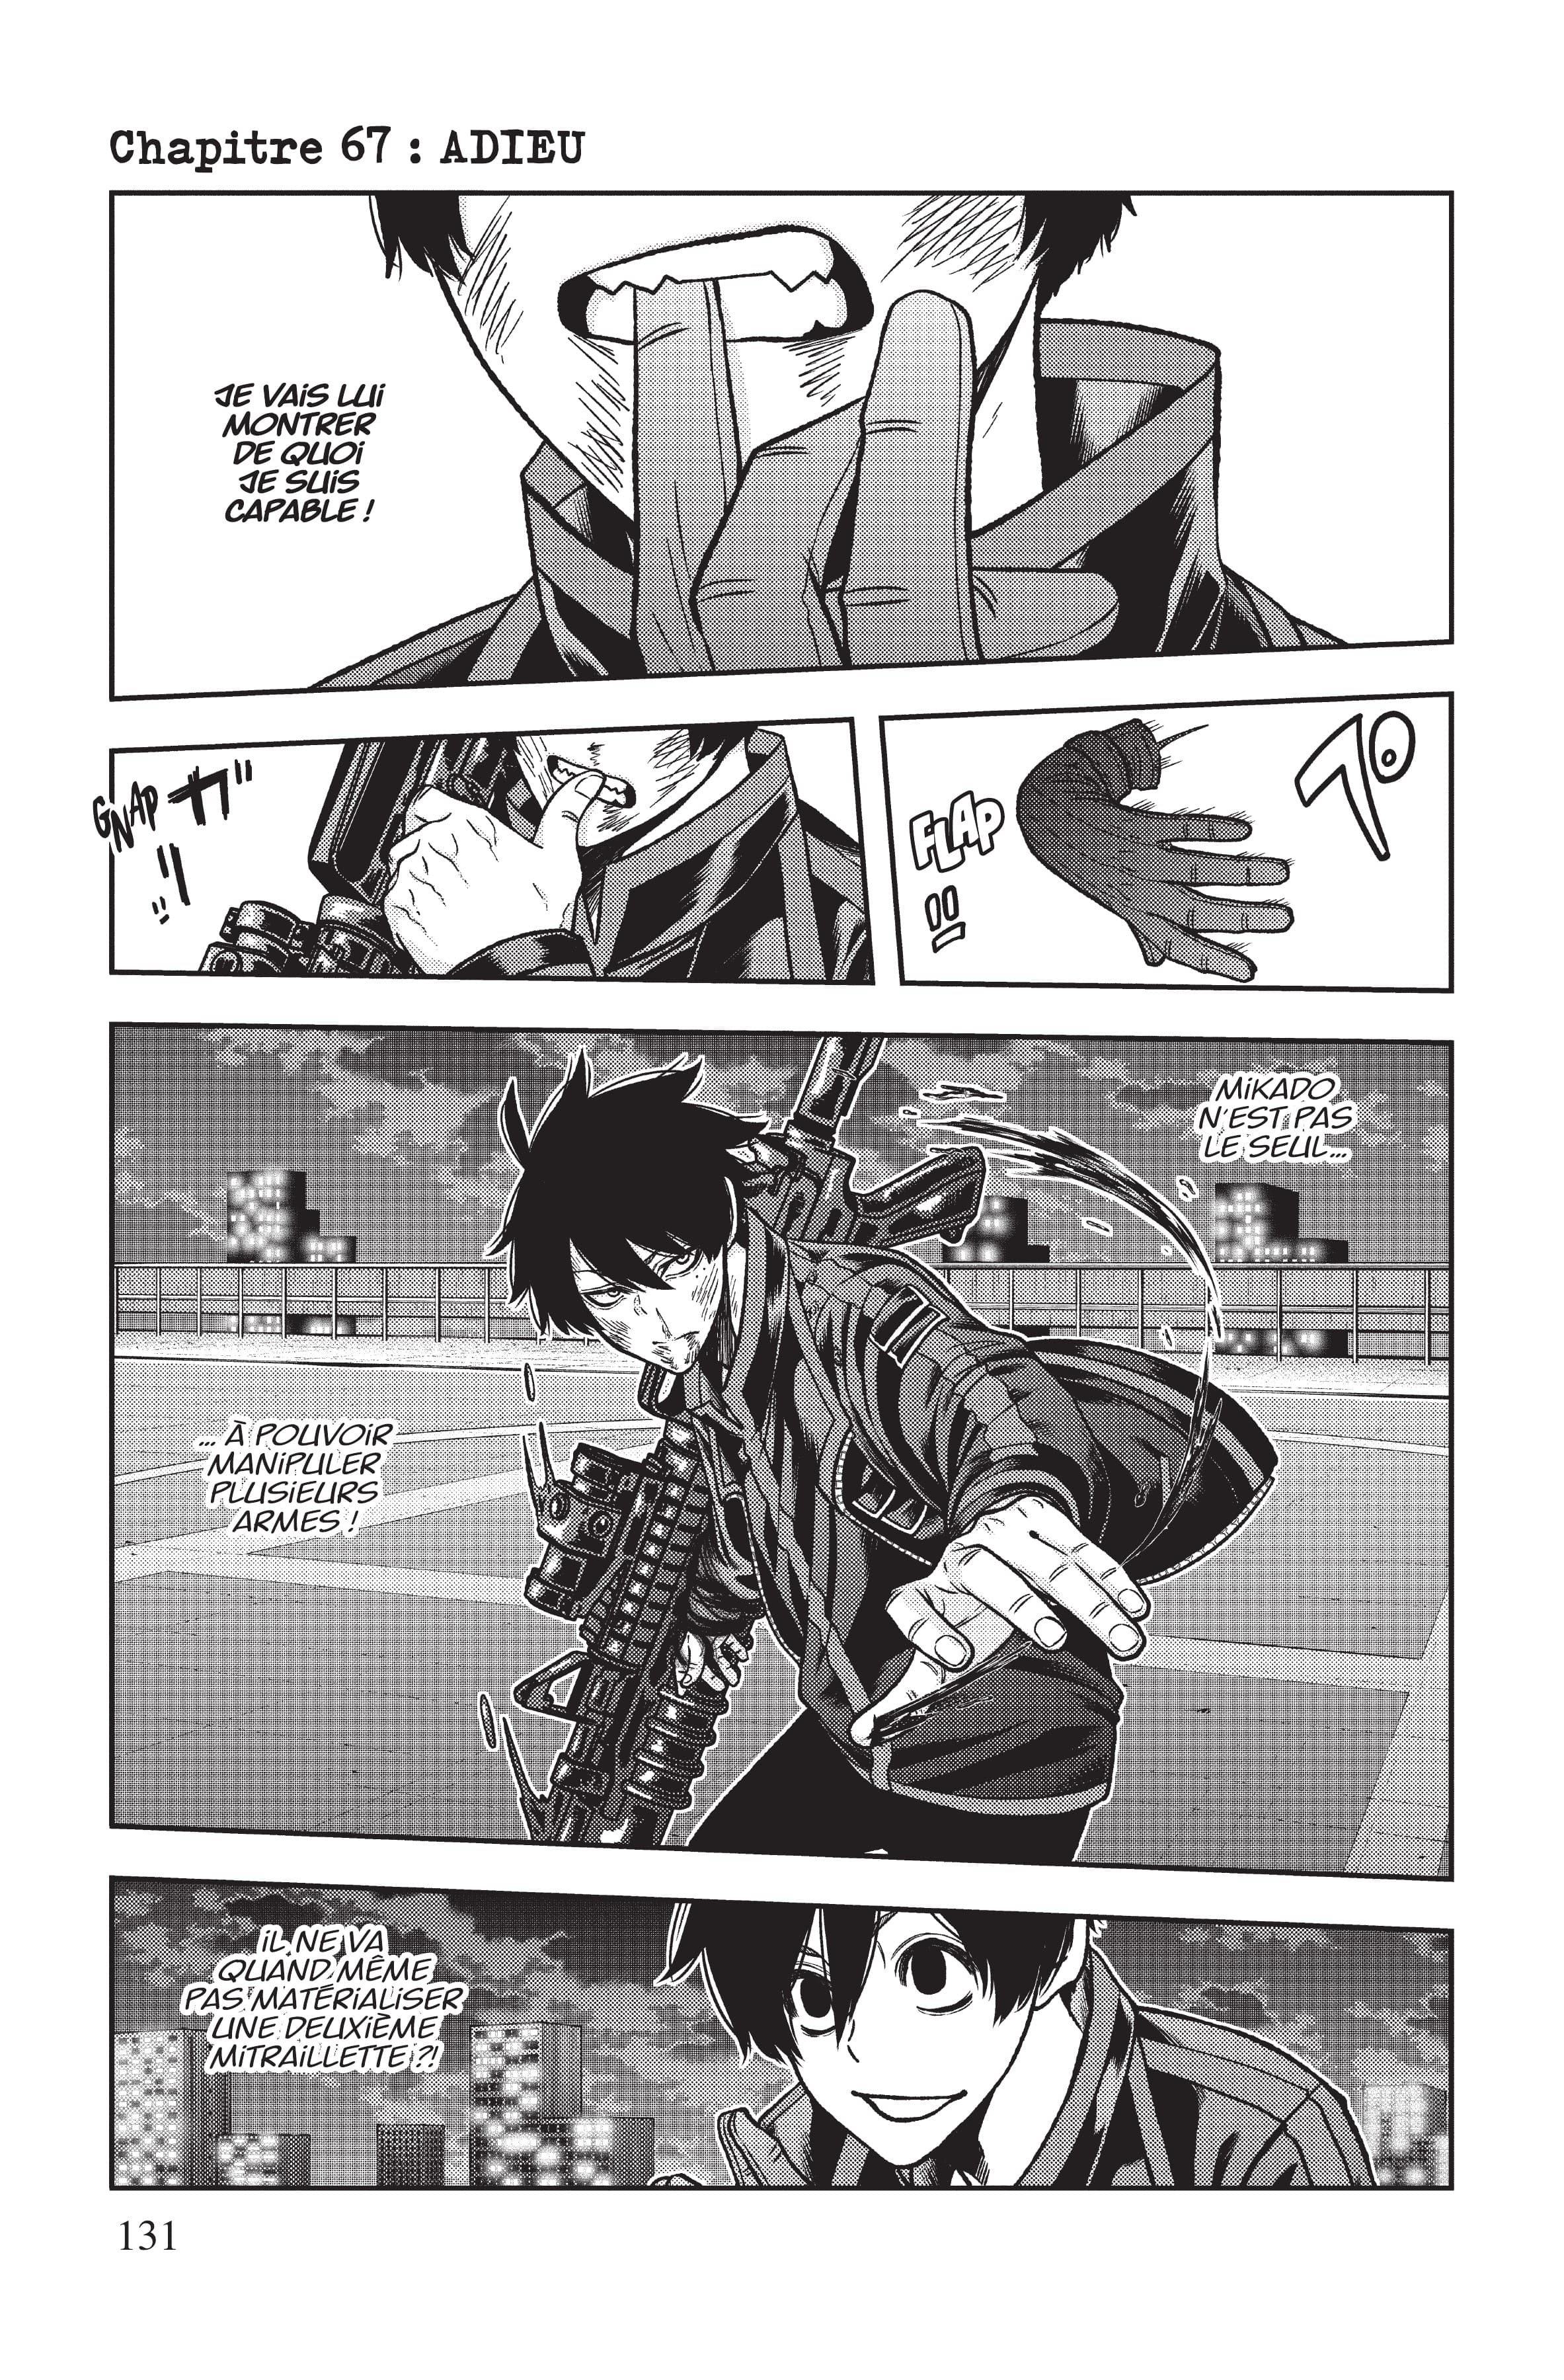 Chapitre 67 : ADIEU
JE VAIS LUI
MONTRER
DE QUOI
JE SUIS
CAPABLE !
FLAP
GNAP
MIKADO
N'EST PAS
LE SEUL...
... À POUVOIR
MANIPULER
PLUSIEURS
ARMES !
IL NE VA
QUAND MÊME
PAS MATÉRIALISER
UNE DEUXIÈME
MITRAILLETTE ?!
131